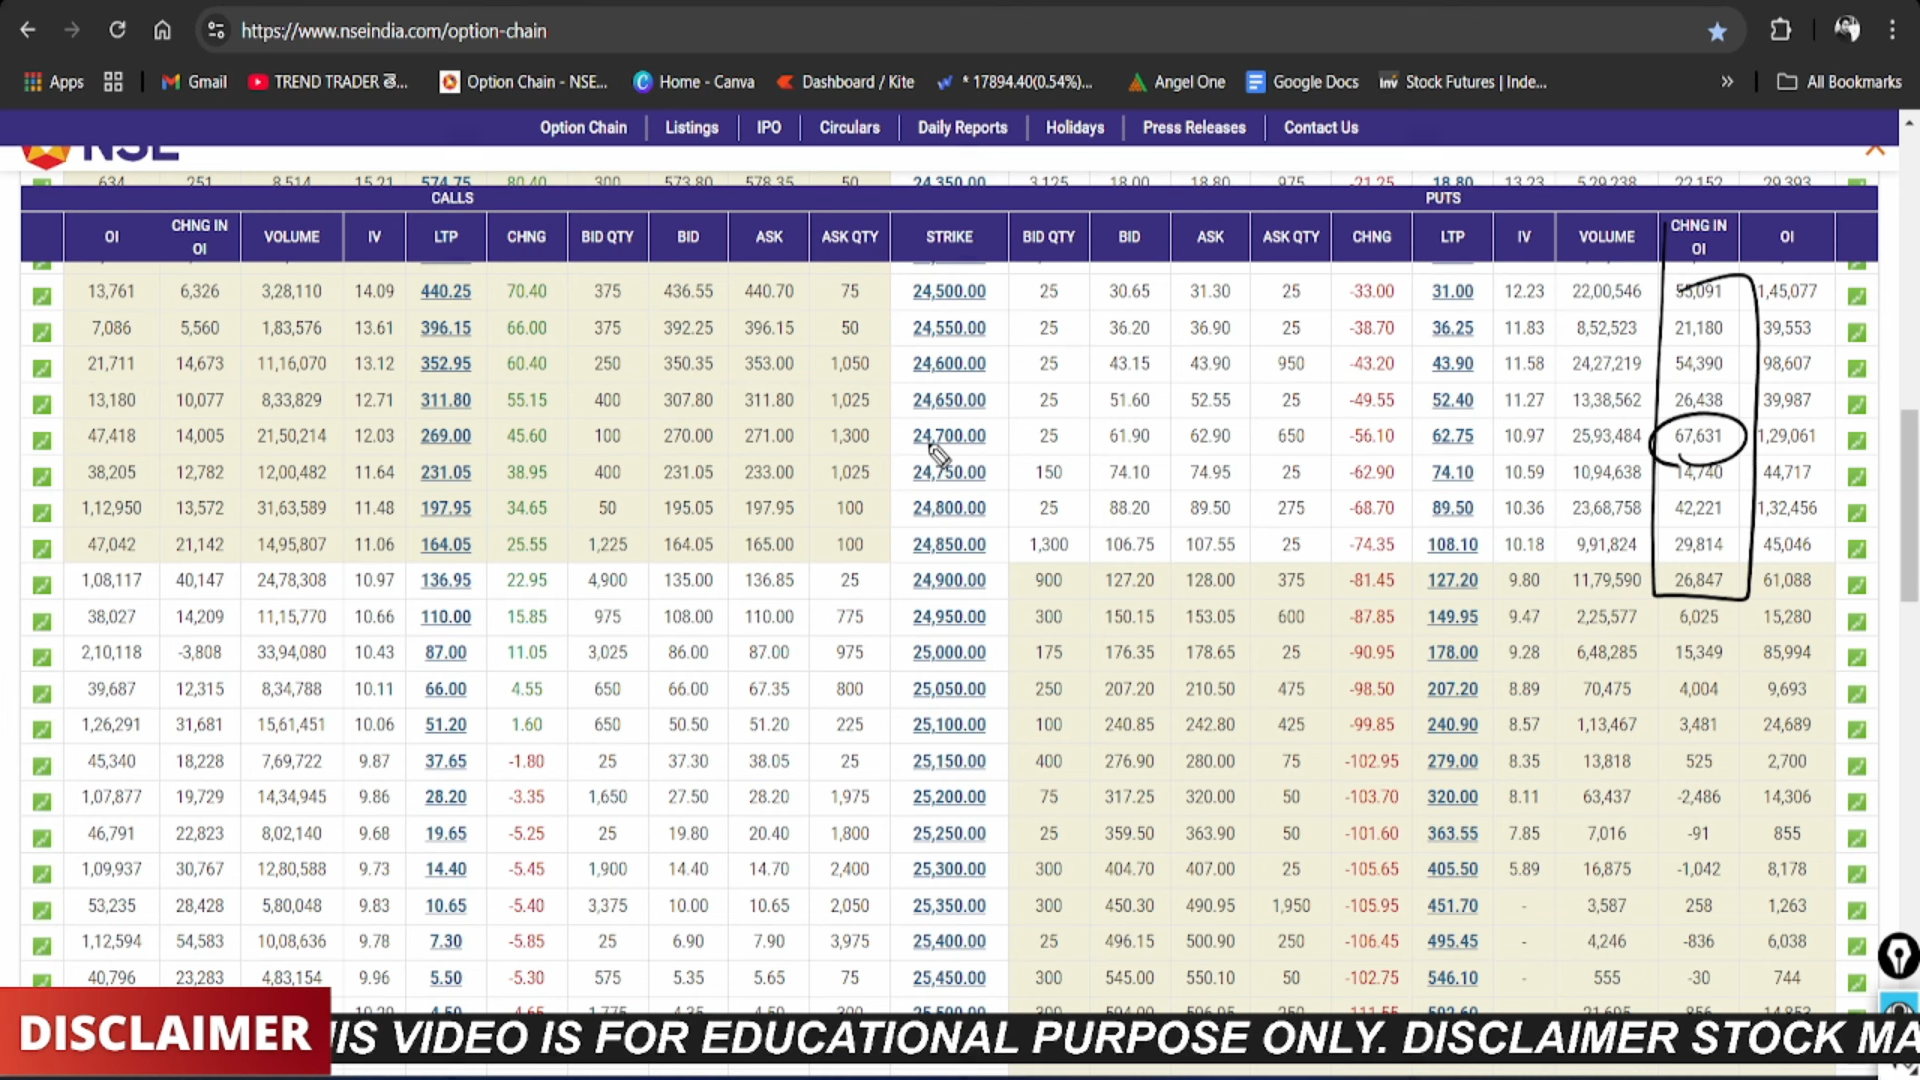 https://www.nseindia.com/option-chain
Apps Gmail Option Chain - NSE... Home - Canva Dashboard / Kite * 17894.40(0.54%)... Angel One Google Docs Stock Futures | Inde... » All Bookmarks
Option Chain Listings IPO Circulars Daily Reports Holidays Press Releases Contact Us
NSE
634 251 8,514 15.21 574.75 80.40 300 573.80 578.35 50 24,350.00 3,125 18.00 18.80 975 -21.25 18.80 13.23 5,29,238 22,152 29,393
CALLS PUTS
OI CHNG IN OI VOLUME IV LTP CHNG BID QTY BID ASK ASK QTY STRIKE BID QTY BID ASK ASK QTY CHNG LTP IV VOLUME CHNG IN OI OI
13,761 6,326 3,28,110 14.09 440.25 70.40 375 436.55 440.70 75 24,500.00 25 30.65 31.30 25 -33.00 31.00 12.23 22,00,546 55,091 1,45,077
7,086 5,560 1,83,576 13.61 396.15 66.00 375 392.25 396.15 50 24,550.00 25 36.20 36.90 25 -38.70 36.25 11.83 8,52,523 21,180 39,553
21,711 14,673 11,16,070 13.12 352.95 60.40 250 350.35 353.00 1,050 24,600.00 25 43.15 43.90 950 -43.20 43.90 11.58 24,27,219 54,390 98,607
13,180 10,077 8,33,829 12.71 311.80 55.15 400 307.80 311.80 1,025 24,650.00 25 51.60 52.55 25 -49.55 52.40 11.27 13,38,562 26,438 39,987
47,418 14,005 21,50,214 12.03 269.00 45.60 100 270.00 271.00 1,300 24,700.00 25 61.90 62.90 650 -56.10 62.75 10.97 25,93,484 67,631 1,29,061
38,205 12,782 12,00,482 11.64 231.05 38.95 400 231.05 233.00 1,025 24,750.00 150 74.10 74.95 25 -62.90 74.10 10.59 10,94,638 14,740 44,717
1,12,950 13,572 31,63,589 11.48 197.95 34.65 50 195.05 197.95 100 24,800.00 25 88.20 89.50 275 -68.70 89.50 10.36 23,68,758 42,221 1,32,456
47,042 21,142 14,95,807 11.06 164.05 25.55 1,225 164.05 165.00 100 24,850.00 1,300 106.75 107.55 25 -74.35 108.10 10.18 9,91,824 29,814 45,046
1,08,117 40,147 24,78,308 10.97 136.95 22.95 4,900 135.00 136.85 25 24,900.00 900 127.20 128.00 375 -81.45 127.20 9.80 11,79,590 26,847 61,088
38,027 14,209 11,15,770 10.66 110.00 15.85 975 108.00 110.00 775 24,950.00 300 150.15 153.05 600 -87.85 149.95 9.47 2,25,577 6,025 15,280
2,10,118 -3,808 33,94,080 10.43 87.00 11.05 3,025 86.00 87.00 975 25,000.00 175 176.35 178.65 25 -90.95 178.00 9.28 6,48,285 15,349 85,994
39,687 12,315 8,34,788 10.11 66.00 4.55 650 66.00 67.35 800 25,050.00 250 207.20 210.50 475 -98.50 207.20 8.89 70,475 4,004 9,693
1,26,291 31,681 15,61,451 10.06 51.20 1.60 650 50.50 51.20 225 25,100.00 100 240.85 242.80 425 -99.85 240.90 8.57 1,13,467 3,481 24,689
45,340 18,228 7,69,722 9.87 37.65 -1.80 25 37.30 38.05 25 25,150.00 400 276.90 280.00 75 -102.95 279.00 8.35 13,818 525 2,700
1,07,877 19,729 14,34,945 9.86 28.20 -3.35 1,650 27.50 28.20 1,975 25,200.00 75 317.25 320.00 50 -103.70 320.00 8.11 63,437 -2,486 14,306
46,791 22,823 8,02,140 9.68 19.65 -5.25 25 19.80 20.40 1,800 25,250.00 25 359.50 363.90 50 -101.60 363.55 7.85 7,016 -91 855
1,09,937 30,767 12,80,588 9.73 14.40 -5.45 1,900 14.40 14.70 2,400 25,300.00 300 404.70 407.00 25 -105.65 405.50 5.89 16,875 -1,042 8,178
53,235 28,428 5,80,048 9.83 10.65 -5.40 3,375 10.00 10.65 2,050 25,350.00 300 450.30 490.95 1,950 -105.95 451.70 - 3,587 258 1,263
1,12,594 54,583 10,08,636 9.78 7.30 -5.85 25 6.90 7.90 3,975 25,400.00 25 496.15 500.90 250 -106.45 495.45 - 4,246 -836 6,038
40,796 23,283 4,83,154 9.96 5.50 -5.30 575 5.35 5.65 75 25,450.00 300 545.00 550.10 50 -102.75 546.10 - 555 -30 744
DISCLAIMER IS VIDEO IS FOR EDUCATIONAL PURPOSE ONLY. DISCLAIMER STOCK MA